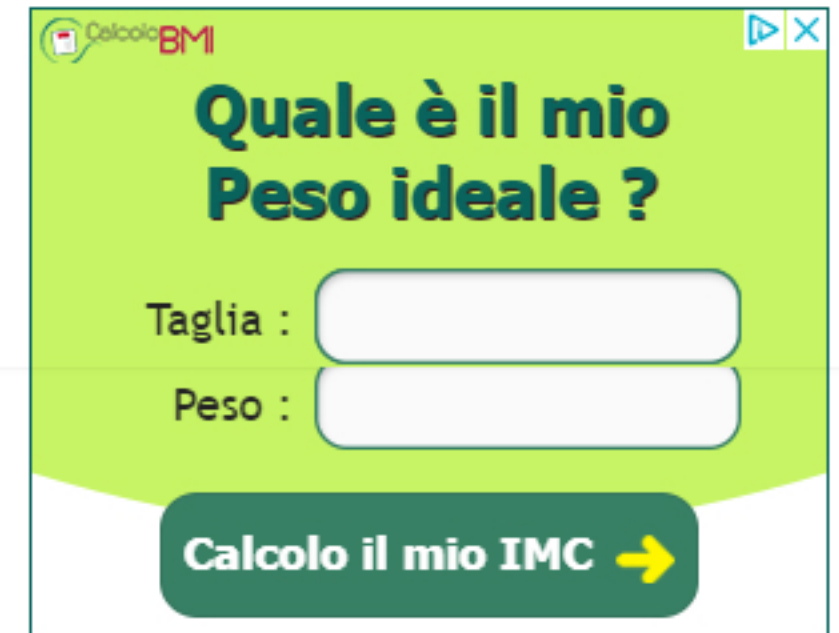 CalcoloBMI
Quale è il mio
Peso ideale ?
Taglia :
Peso :
Calcolo il mio IMC